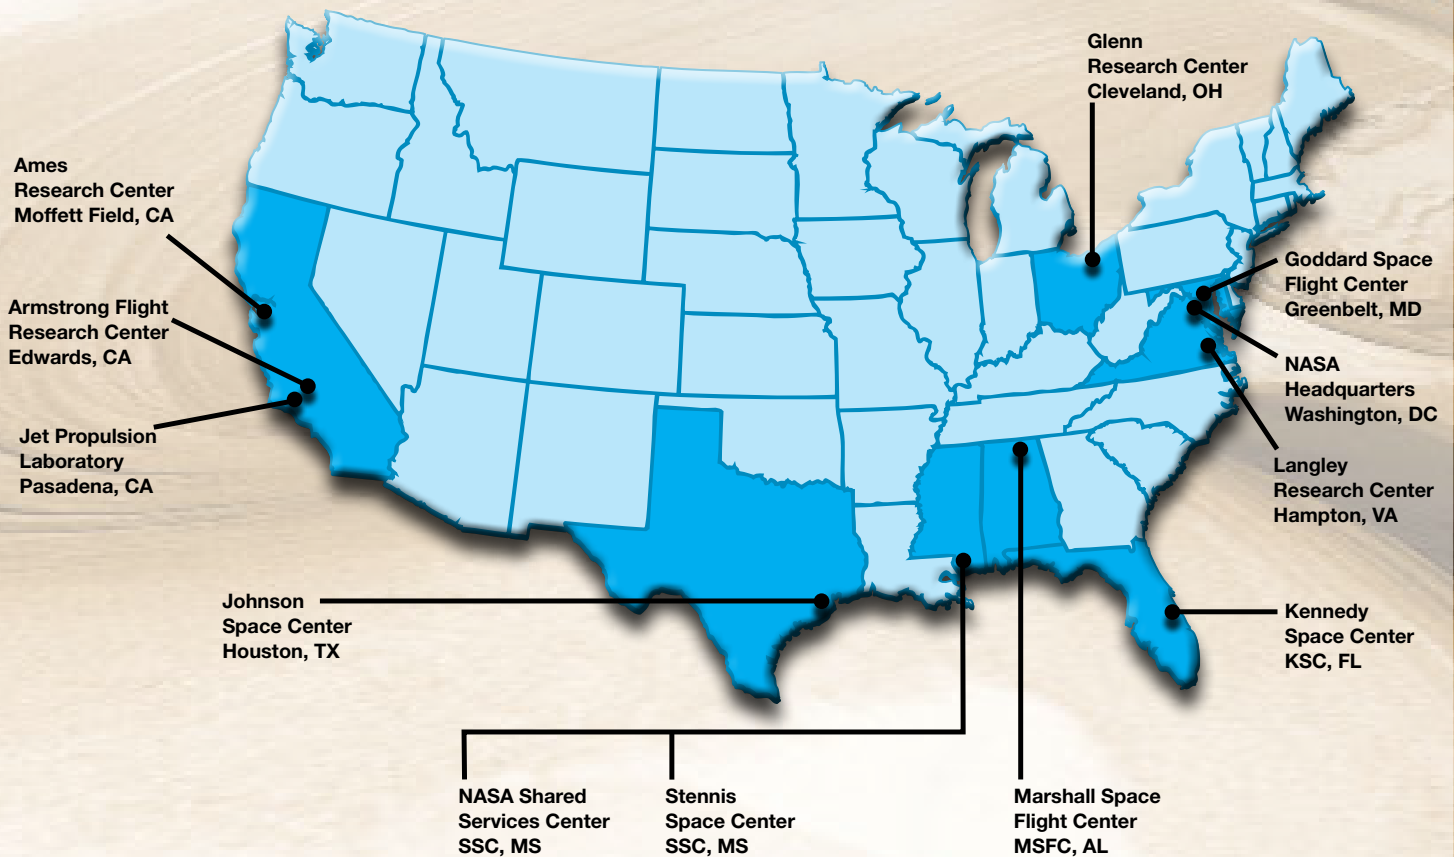 Glenn
Research Center
Cleveland, OH
Ames
Research Center
Moffett Field, CA
Armstrong Flight
Research Center
Edwards, CA
Jet Propulsion
Laboratory
Pasadena, CA
Goddard Space
Flight Center
Greenbelt, MD
NASA
Headquarters
Washington, DC
Langley
Research Center
Hampton, VA
Johnson
Space Center
Houston, TX
Kennedy
Space Center
KSC, FL
NASA Shared
Services Center
SSC, MS
Stennis
Space Center
SSC, MS
Marshall Space
Flight Center
MSFC, AL